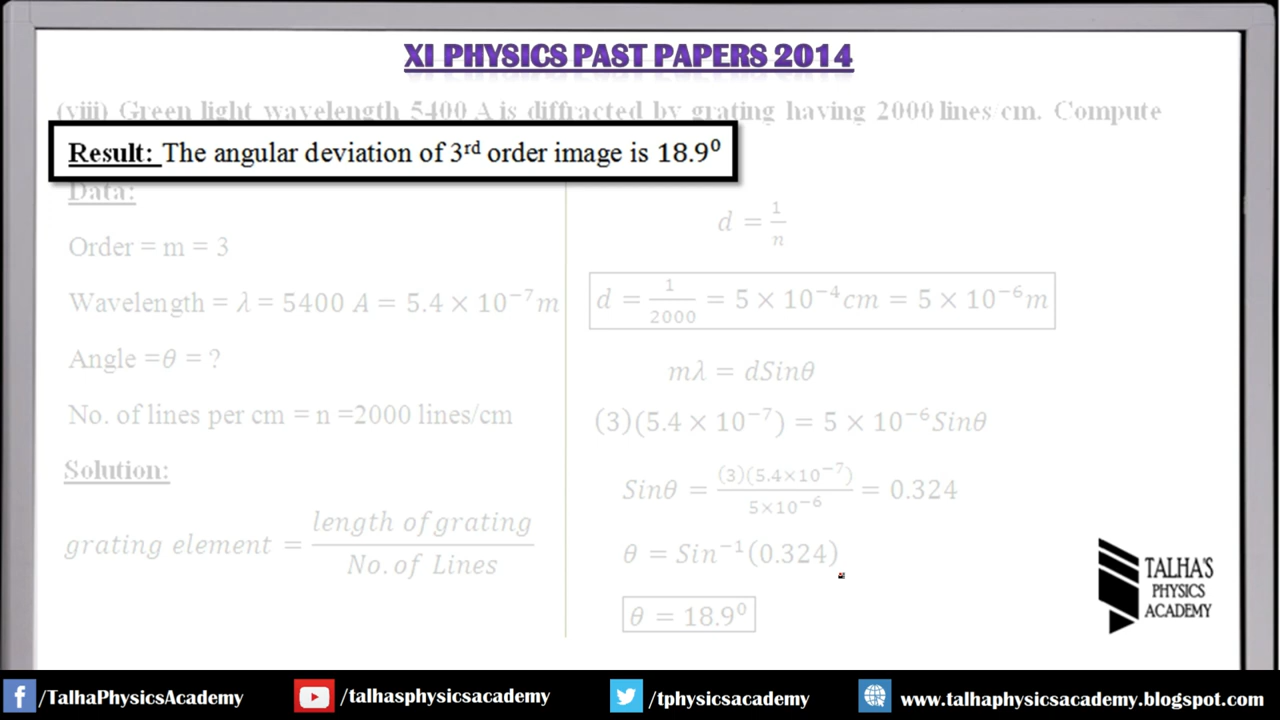 XI PHYSICS PAST PAPERS 2014
(viii) Green light wavelength 5400 A is diffracted by grating having 2000 lines/cm. Compute
Result: The angular deviation of 3rd order image is 18.9⁰
Data:
Order = m = 3
Wavelength = λ = 5400 A = 5.4 × 10⁻⁷m
Angle =θ = ?
No. of lines per cm = n =2000 lines/cm
Solution:
grating element = length of grating / No. of Lines
d = 1/n
d = 1/2000 = 5 × 10⁻⁴cm = 5 × 10⁻⁶m
mλ = dSinθ
(3)(5.4 × 10⁻⁷) = 5 × 10⁻⁶Sinθ
Sinθ = (3)(5.4×10⁻⁷) / 5×10⁻⁶ = 0.324
θ = Sin⁻¹(0.324)
θ = 18.9⁰
TALHA'S
PHYSICS
ACADEMY
/TalhaPhysicsAcademy
/talhasphysicsacademy
/tphysicsacademy
www.talhaphysicsacademy.blogspot.com